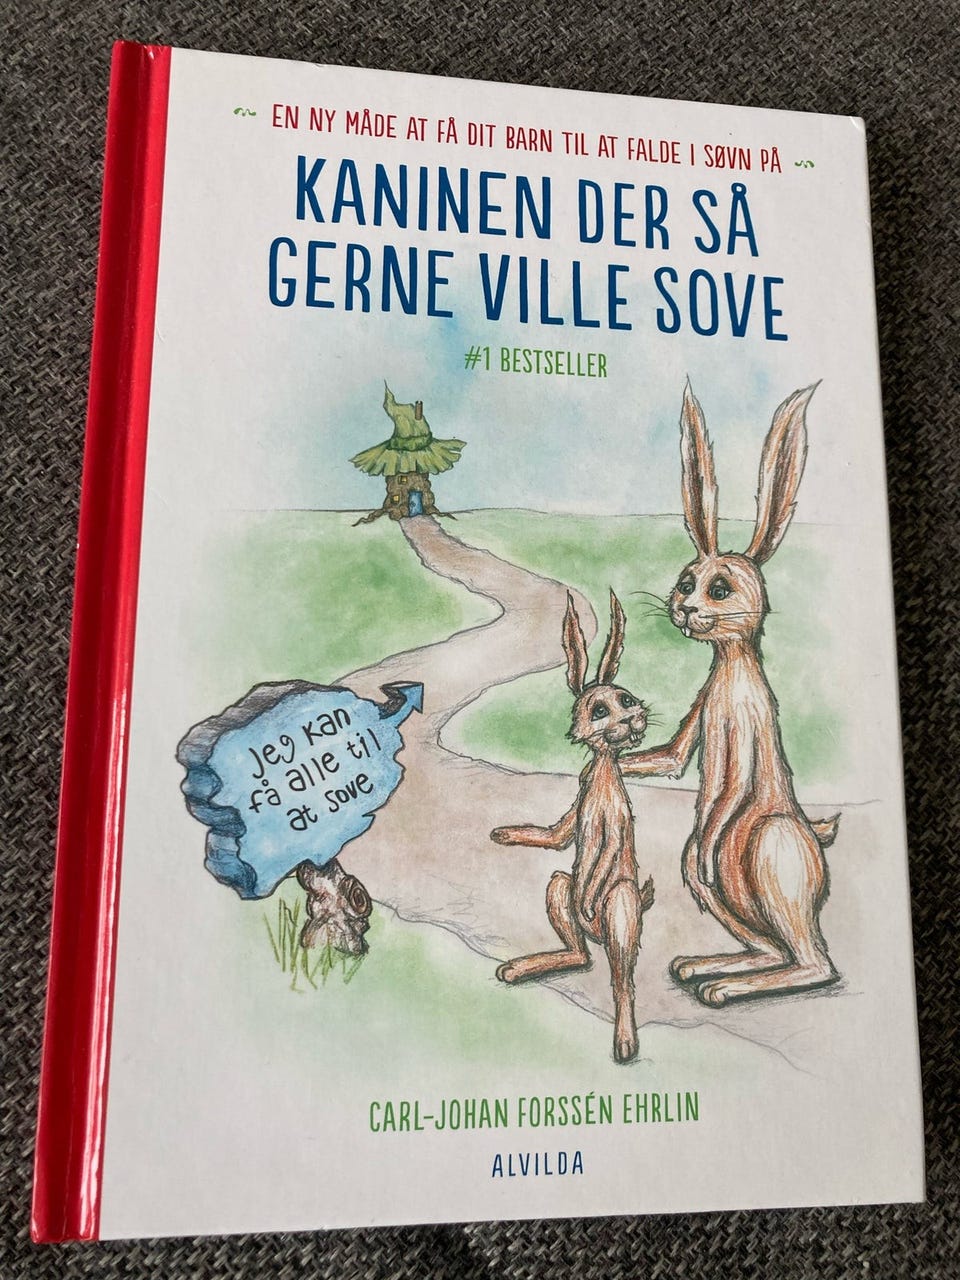 EN NY MÅDE AT FÅ DIT BARN TIL AT FALDE I SØVN PÅ
KANINEN DER SÅ
GERNE VILLE SOVE
#1 BESTSELLER
Jeg kan
få alle til
at sove
CARL-JOHAN FORSSÉN EHRLIN
ALVILDA